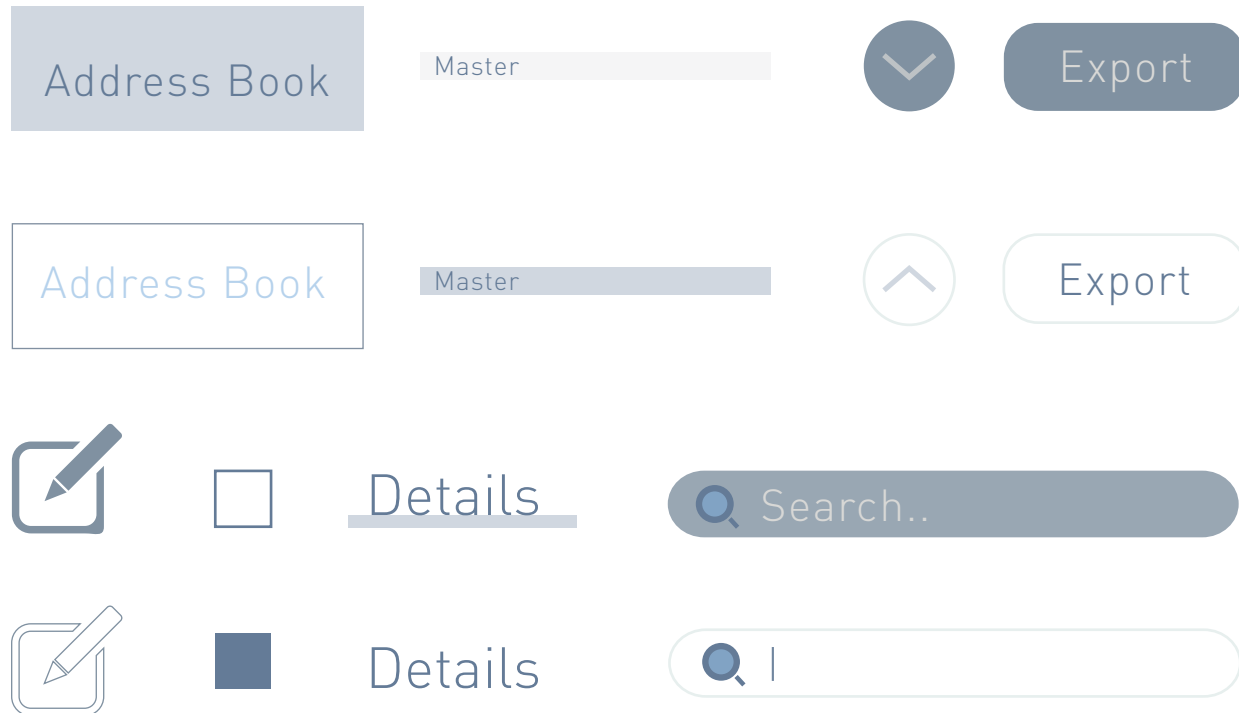 Address Book
Master
Export
Address Book
Master
Export
Details
Search..
Details